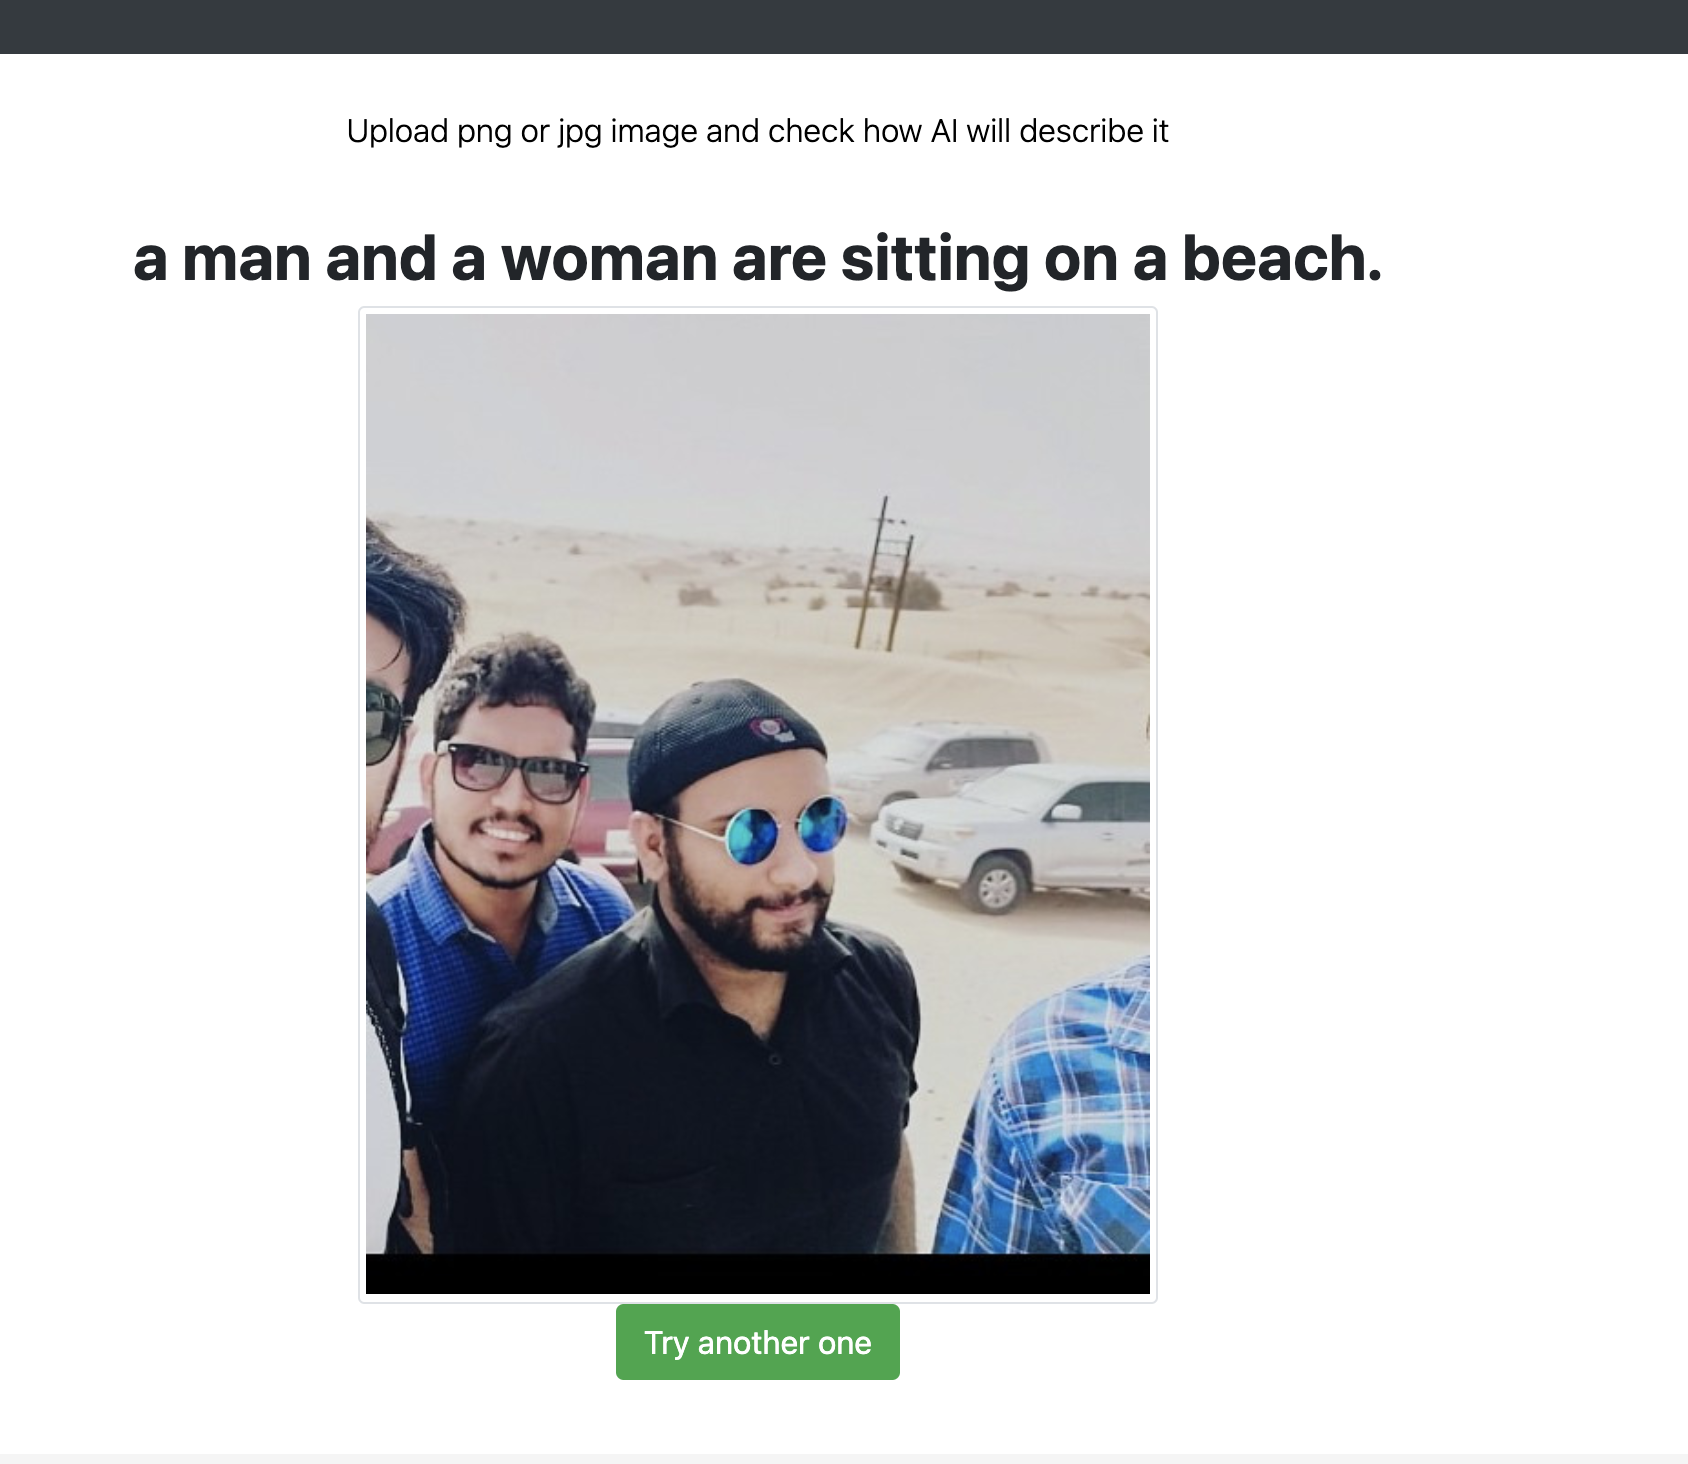 Upload png or jpg image and check how AI will describe it
a man and a woman are sitting on a beach.
Try another one